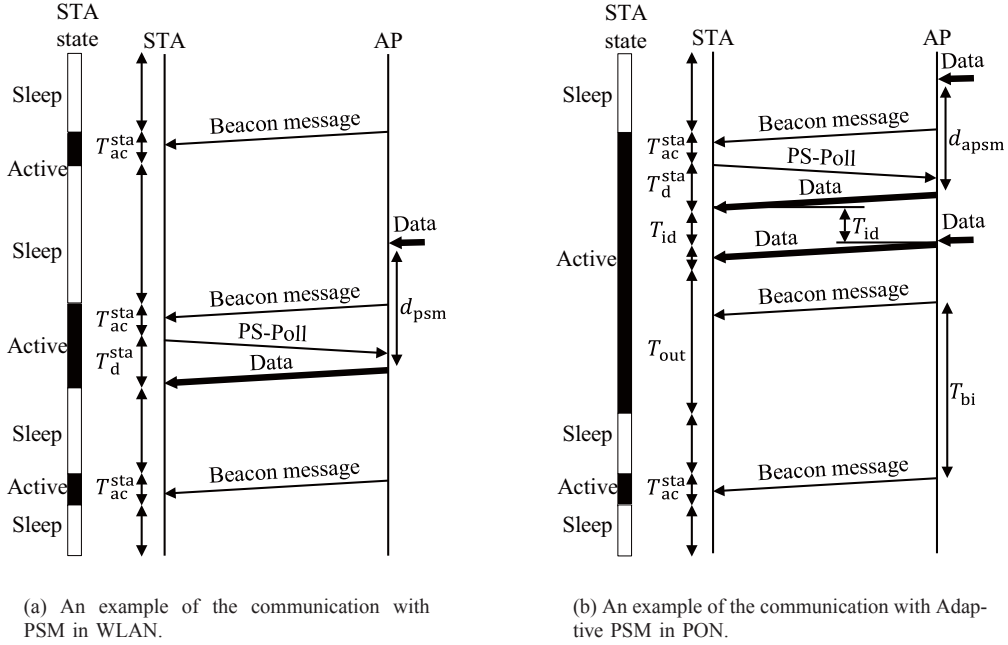 STA
state
STA
AP
Sleep
Beacon message
T_ac^sta
Active
Data
Sleep
d_psm
Beacon message
T_ac^sta
PS-Poll
Active
T_d^sta
Data
Sleep
Beacon message
Active
T_ac^sta
Sleep
(a) An example of the communication with
PSM in WLAN.
STA
state
STA
AP
Data
Sleep
Beacon message
d_apsm
T_ac^sta
PS-Poll
T_d^sta
Data
T_id
T_id
Data
Data
Active
Beacon message
T_out
T_bi
Sleep
Beacon message
Active
T_ac^sta
Sleep
(b) An example of the communication with Adap-
tive PSM in PON.